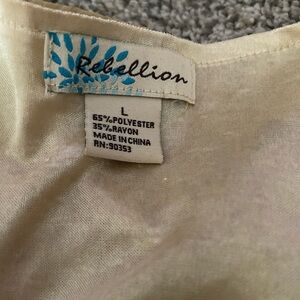 Rebellion
L
65%POLYESTER
35%RAYON
MADE IN CHINA
RN:90353